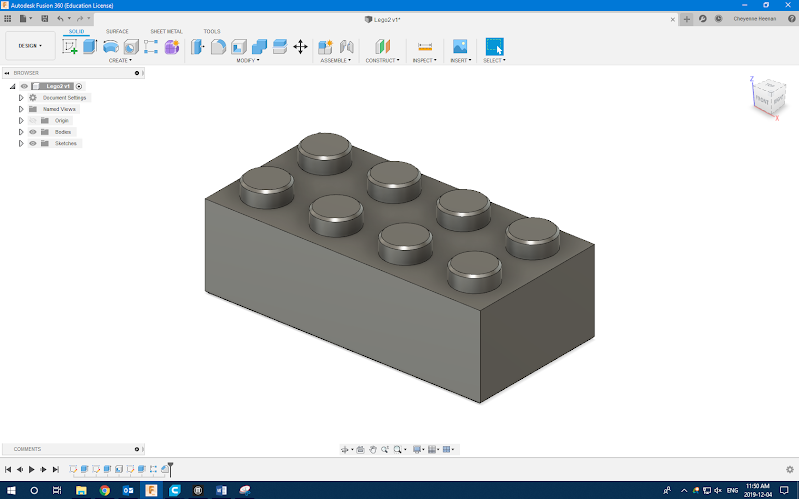 Autodesk Fusion 360 (Education License)
Lego2 v1*
Cheyenne Heenan
DESIGN
SOLID
SURFACE
SHEET METAL
TOOLS
CREATE
MODIFY
ASSEMBLE
CONSTRUCT
INSPECT
INSERT
SELECT
BROWSER
Lego2 v1
Document Settings
Named Views
Origin
Bodies
Sketches
Z
FRONT
RIGHT
X
COMMENTS
ENG
11:50 AM
2019-12-04